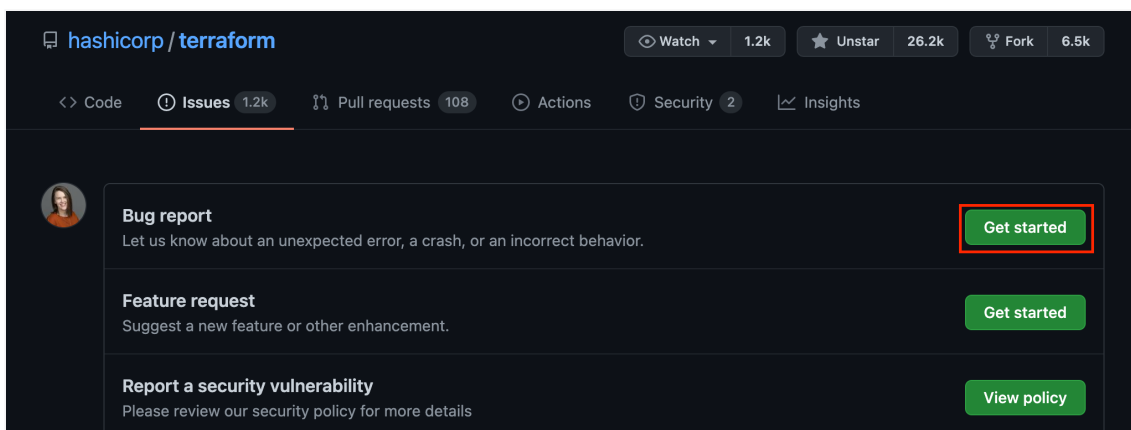 hashicorp / terraform
Watch 1.2k Unstar 26.2k Fork 6.5k
Code Issues 1.2k Pull requests 108 Actions Security 2 Insights
Bug report
Let us know about an unexpected error, a crash, or an incorrect behavior.
Get started
Feature request
Suggest a new feature or other enhancement.
Get started
Report a security vulnerability
Please review our security policy for more details
View policy